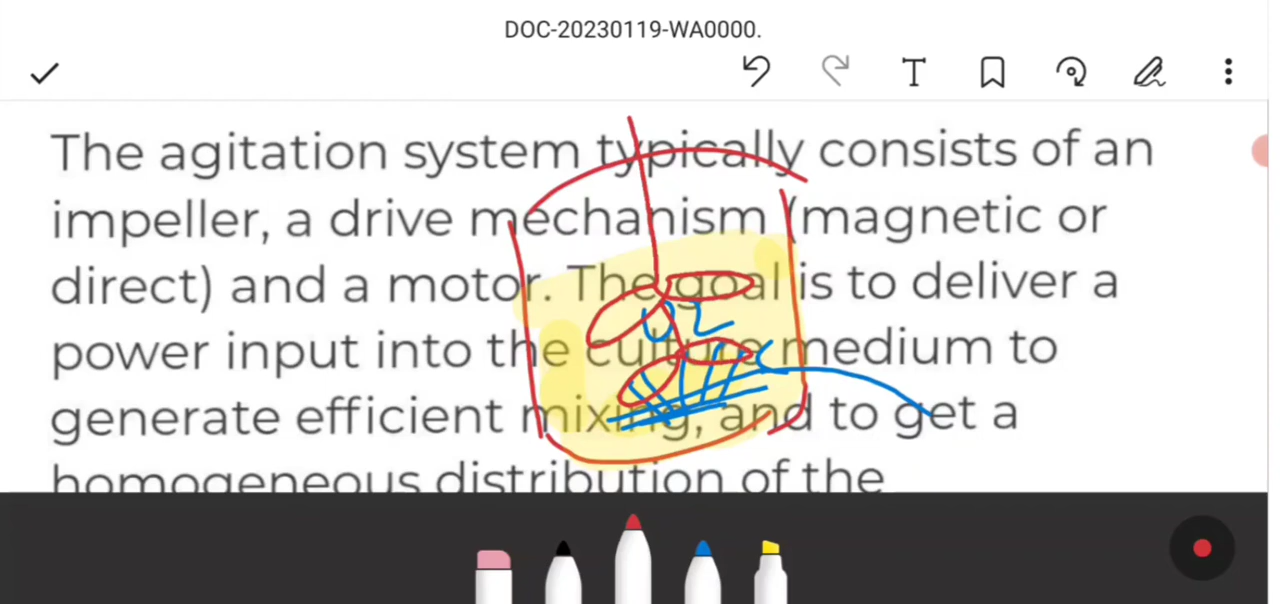 DOC-20230119-WA0000.
The agitation system typically consists of an
impeller, a drive mechanism (magnetic or
direct) and a motor. The goal is to deliver a
power input into the culture medium to
generate efficient mixing, and to get a
homogeneous distribution of the